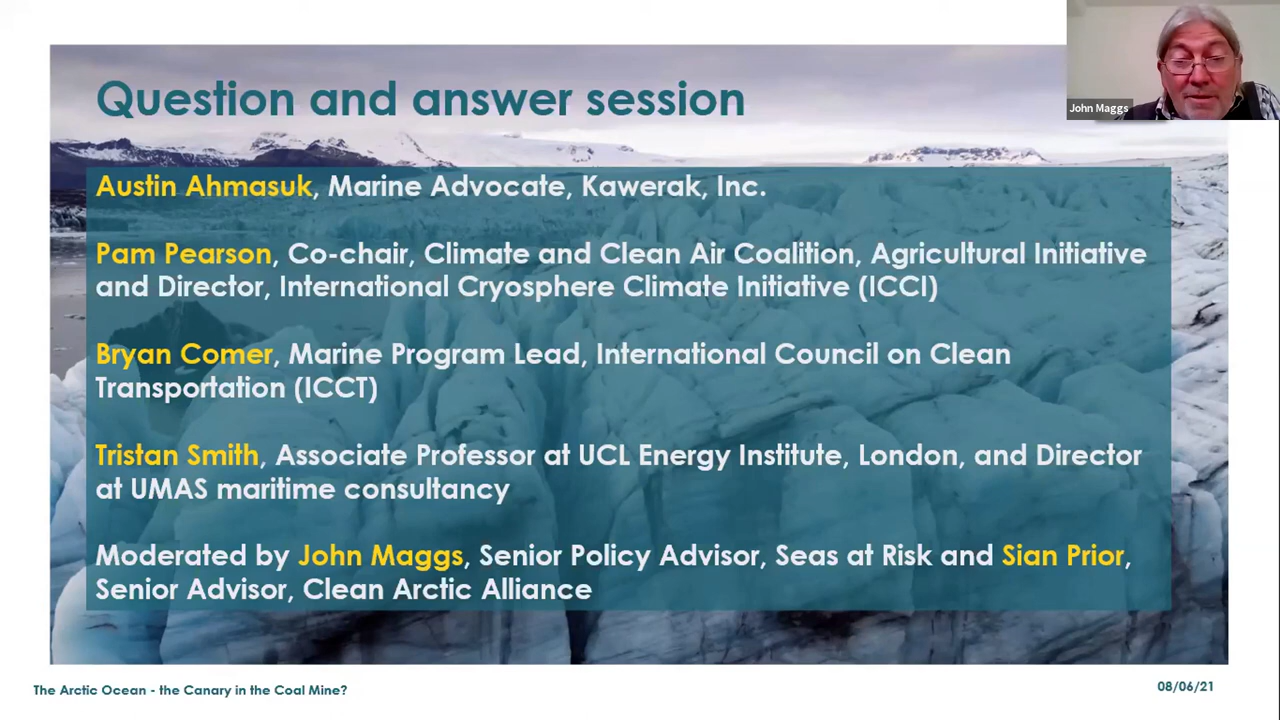 Question and answer session
John Maggs
Austin Ahmasuk, Marine Advocate, Kawerak, Inc.
Pam Pearson, Co-chair, Climate and Clean Air Coalition, Agricultural Initiative
and Director, International Cryosphere Climate Initiative (ICCI)
Bryan Comer, Marine Program Lead, International Council on Clean
Transportation (ICCT)
Tristan Smith, Associate Professor at UCL Energy Institute, London, and Director
at UMAS maritime consultancy
Moderated by John Maggs, Senior Policy Advisor, Seas at Risk and Sian Prior,
Senior Advisor, Clean Arctic Alliance
The Arctic Ocean - the Canary in the Coal Mine?
08/06/21